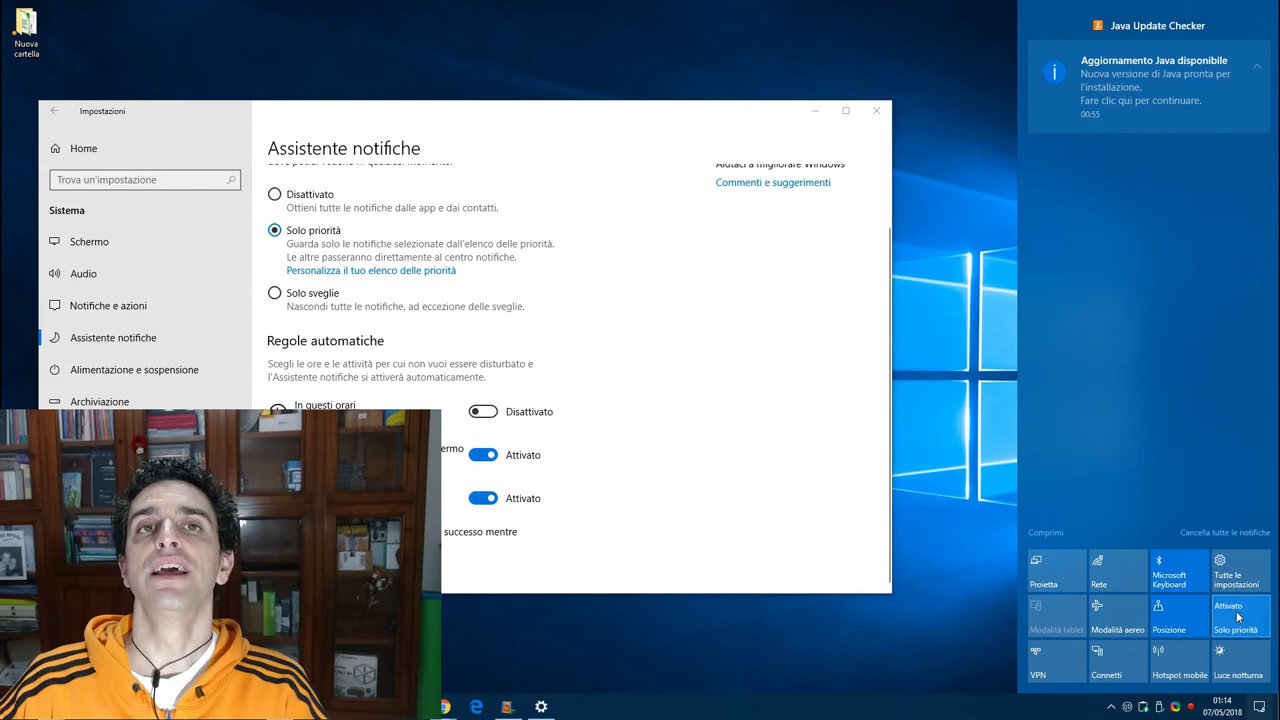 Nuova
cartella
Impostazioni
Home
Trova un'impostazione
Sistema
Schermo
Audio
Notifiche e azioni
Assistente notifiche
Alimentazione e sospensione
Archiviazione
Assistente notifiche
Disattivato
Ottieni tutte le notifiche dalle app e dai contatti.
Solo priorità
Guarda solo le notifiche selezionate dall'elenco delle priorità.
Le altre passeranno direttamente al centro notifiche.
Personalizza il tuo elenco delle priorità
Solo sveglie
Nascondi tutte le notifiche, ad eccezione delle sveglie.
Regole automatiche
Scegli le ore e le attività per cui non vuoi essere disturbato e
l'Assistente notifiche si attiverà automaticamente.
In questi orari
Disattivato
ermo
Attivato
Attivato
successo mentre
Aiutaci a migliorare Windows
Commenti e suggerimenti
Java Update Checker
Aggiornamento Java disponibile
Nuova versione di Java pronta per
l'installazione.
Fare clic qui per continuare.
00:55
Comprimi
Cancella tutte le notifiche
Proietta
Rete
Microsoft
Keyboard
Tutte le
impostazioni
Modalità tablet
Modalità aereo
Posizione
Attivato
Solo priorità
VPN
Connetti
Hotspot mobile
Luce notturna
01:14
07/05/2018